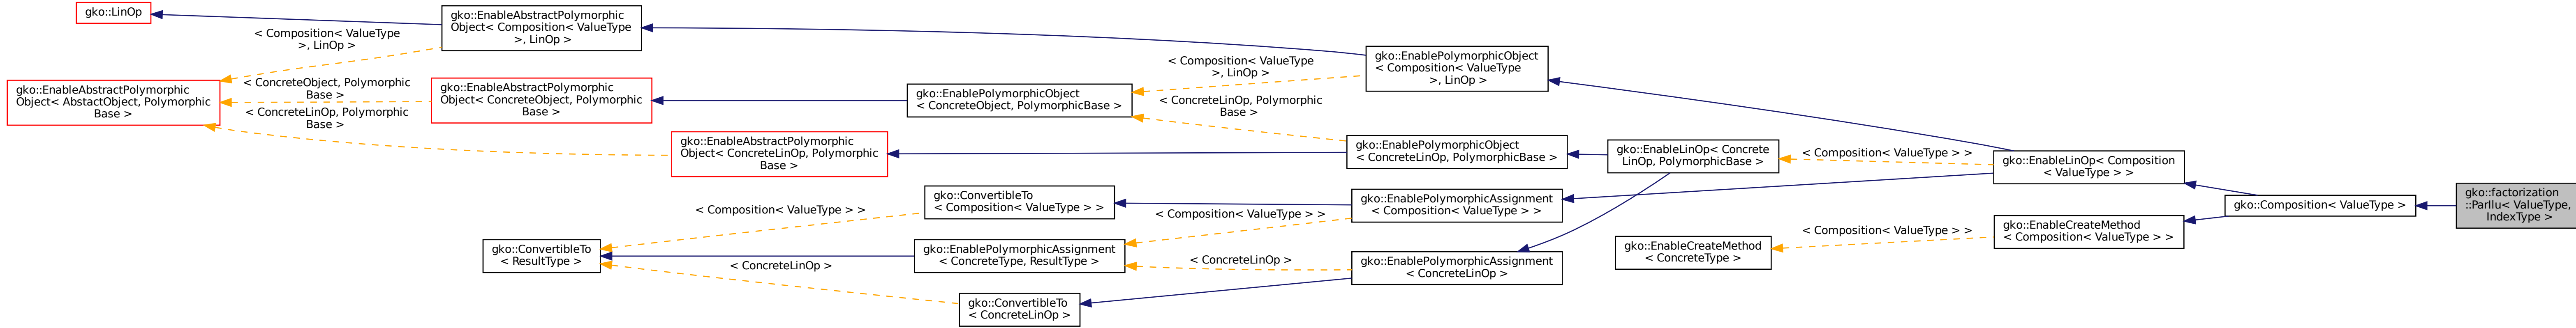 gko::LinOp
gko::EnableAbstractPolymorphic
Object< Composition< ValueType
>, LinOp >
< Composition< ValueType
>, LinOp >
gko::EnableAbstractPolymorphic
Object< AbstactObject, Polymorphic
Base >
< ConcreteObject, Polymorphic
Base >
< ConcreteLinOp, Polymorphic
Base >
gko::EnableAbstractPolymorphic
Object< ConcreteObject, Polymorphic
Base >
gko::EnableAbstractPolymorphic
Object< ConcreteLinOp, Polymorphic
Base >
gko::EnablePolymorphicObject
< ConcreteObject, PolymorphicBase >
< Composition< ValueType
>, LinOp >
< ConcreteLinOp, Polymorphic
Base >
gko::EnablePolymorphicObject
< Composition< ValueType
>, LinOp >
gko::EnablePolymorphicObject
< ConcreteLinOp, PolymorphicBase >
gko::EnableLinOp< Concrete
LinOp, PolymorphicBase >
< Composition< ValueType > >
gko::EnableLinOp< Composition
< ValueType > >
gko::ConvertibleTo
< ResultType >
< Composition< ValueType > >
gko::ConvertibleTo
< Composition< ValueType > >
gko::EnablePolymorphicAssignment
< ConcreteType, ResultType >
< ConcreteLinOp >
gko::ConvertibleTo
< ConcreteLinOp >
< Composition< ValueType > >
< ConcreteLinOp >
gko::EnablePolymorphicAssignment
< Composition< ValueType > >
gko::EnablePolymorphicAssignment
< ConcreteLinOp >
gko::EnableCreateMethod
< ConcreteType >
< Composition< ValueType > >
gko::EnableCreateMethod
< Composition< ValueType > >
gko::Composition< ValueType >
gko::factorization
::ParIlu< ValueType,
IndexType >